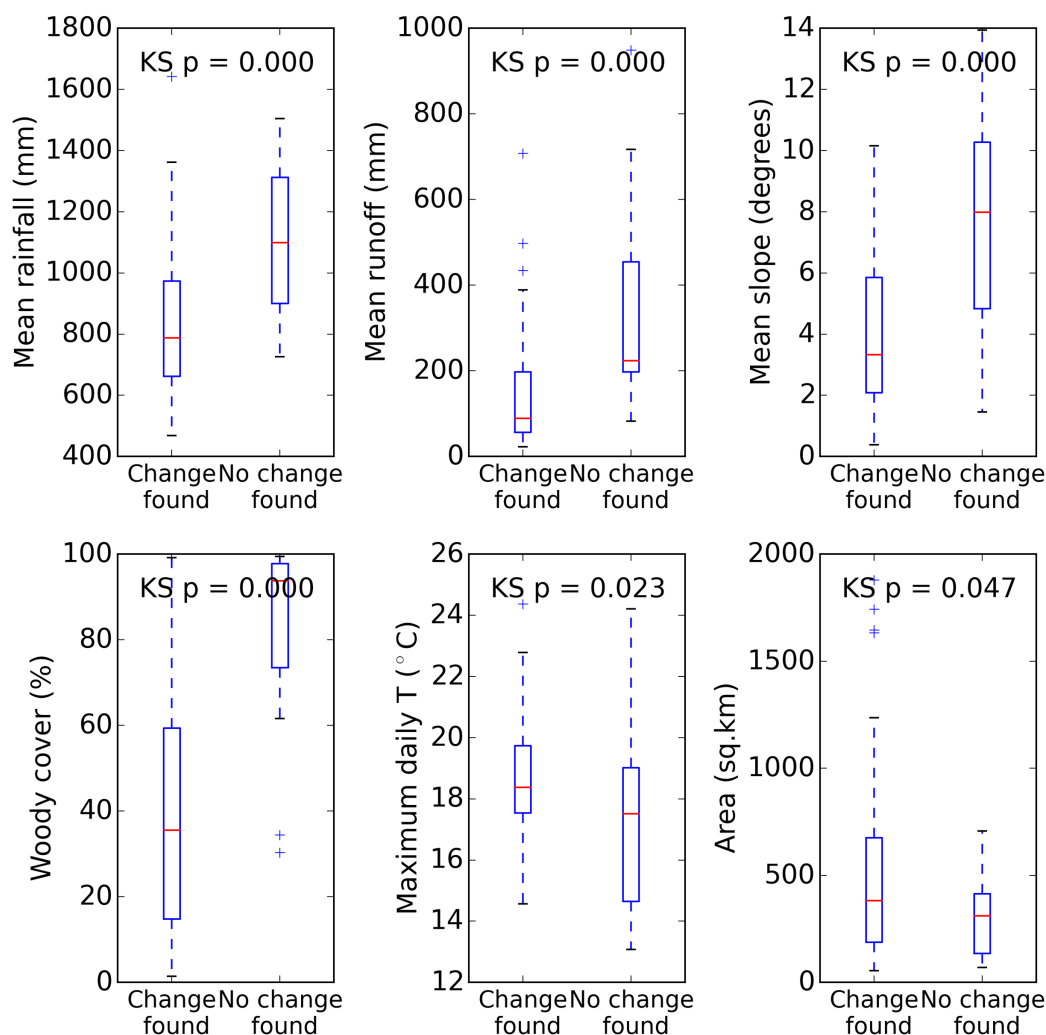 1800
1600
1400
1200
1000
800
600
400
Mean rainfall (mm)
KS p = 0.000
Change
found
No change
found
1000
800
600
400
200
0
Mean runoff (mm)
KS p = 0.000
Change
found
No change
found
14
12
10
8
6
4
2
0
Mean slope (degrees)
KS p = 0.000
Change
found
No change
found
100
80
60
40
20
0
Woody cover (%)
KS p = 0.000
Change
found
No change
found
26
24
22
20
18
16
14
12
Maximum daily T (°C)
KS p = 0.023
Change
found
No change
found
2000
1500
1000
500
0
Area (sq.km)
KS p = 0.047
Change
found
No change
found